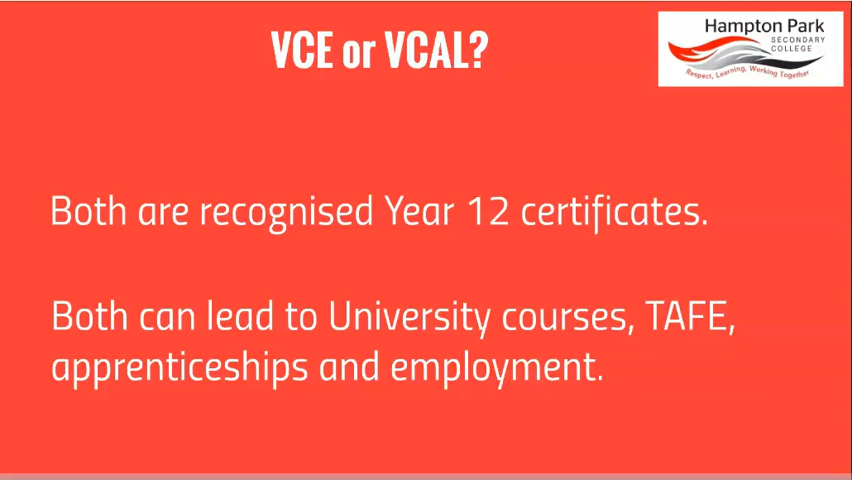 VCE or VCAL?
Hampton Park
SECONDARY
COLLEGE
Respect, Learning, Working Together
Both are recognised Year 12 certificates.
Both can lead to University courses, TAFE,
apprenticeships and employment.